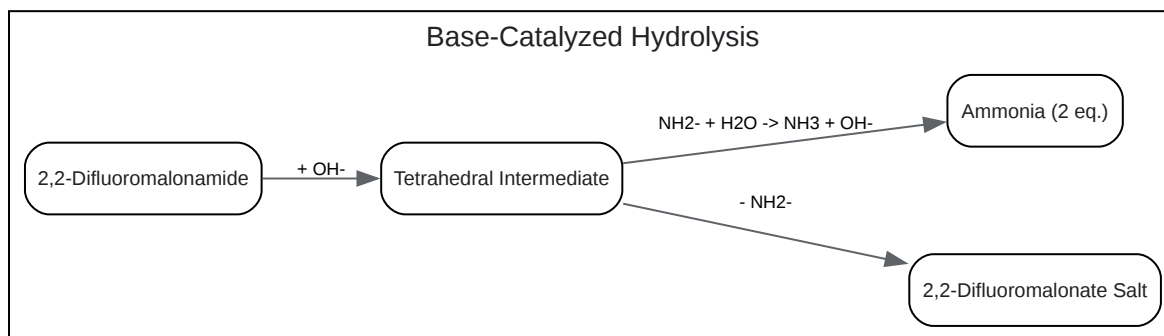 Base-Catalyzed Hydrolysis
2,2-Difluoromalonamide
+ OH-
Tetrahedral Intermediate
NH2- + H2O -> NH3 + OH-
Ammonia (2 eq.)
- NH2-
2,2-Difluoromalonate Salt